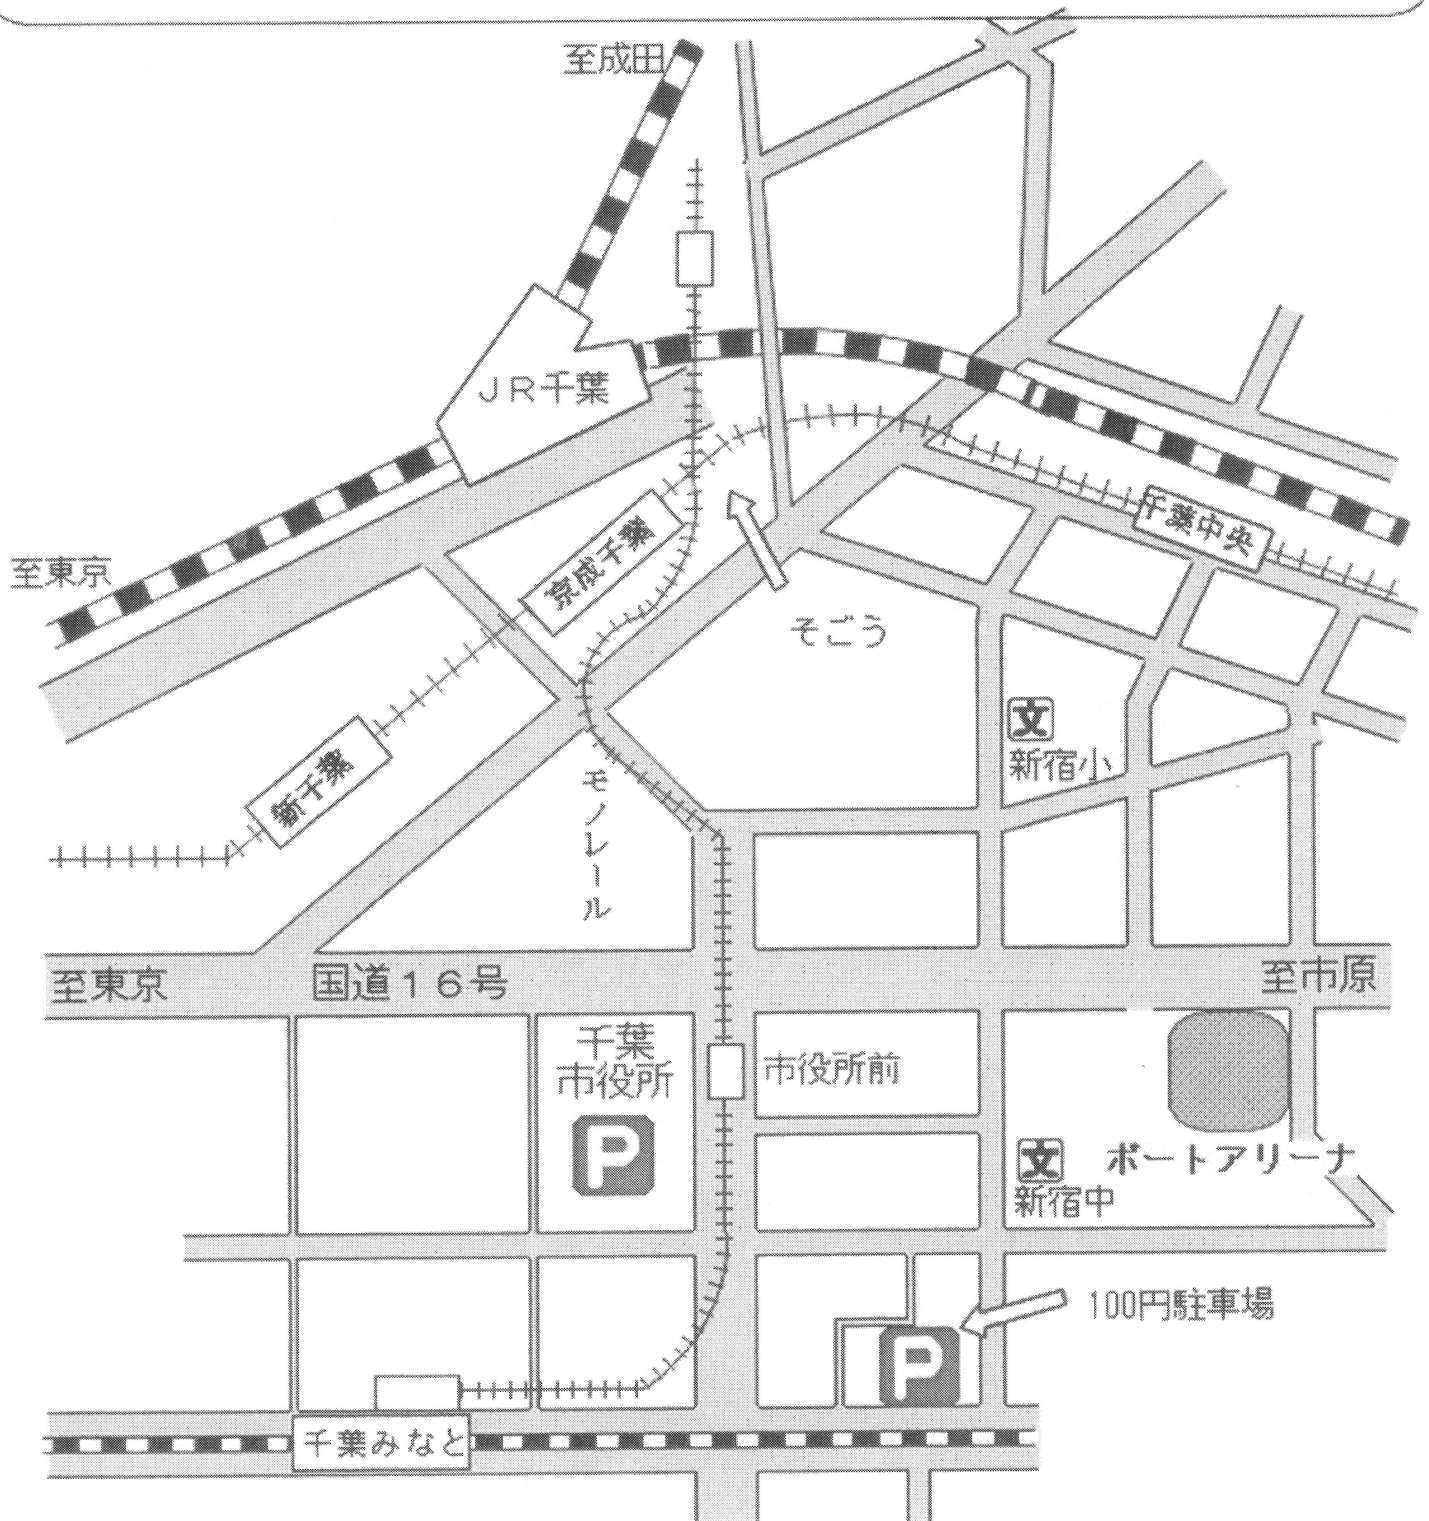 至成田
JR千葉
千葉中央
京成千葉
至東京
そごう
文
新宿小
新千葉
モノレール
至東京
国道16号
至市原
千葉
市役所
市役所前
P
文
ポートアリーナ
新宿中
100円駐車場
P
千葉みなと